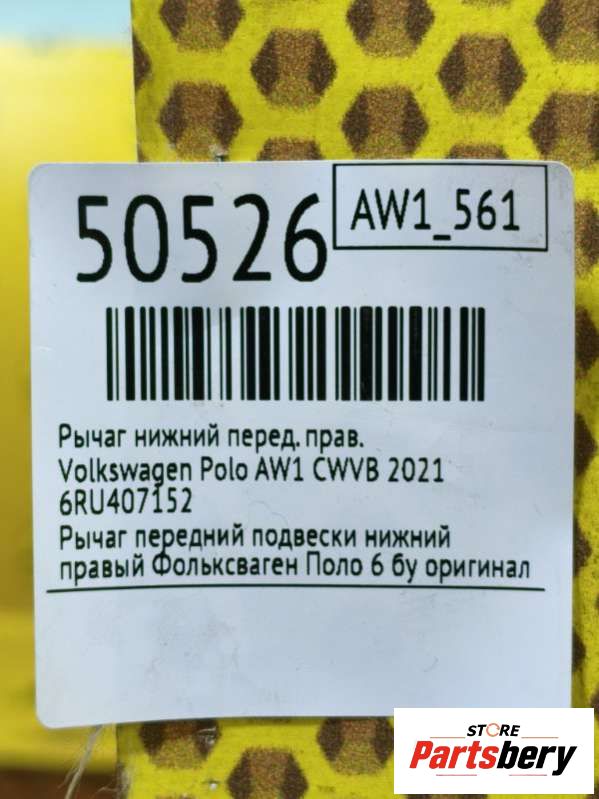 50526
AW1_561
Рычаг нижний перед. прав.
Volkswagen Polo AW1 CWVB 2021
6RU407152
Рычаг передний подвески нижний
правый Фольксваген Поло 6 бу оригинал
STORE
Partsbery